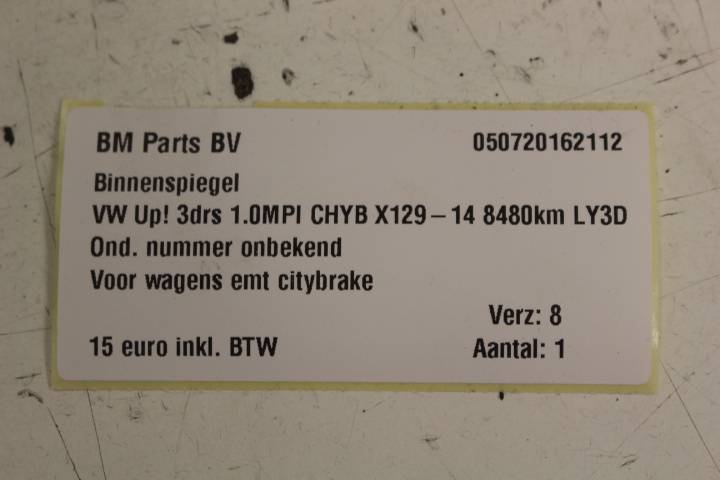 BM Parts BV 050720162112
Binnenspiegel
VW Up! 3drs 1.0MPI CHYB X129-14 8480km LY3D
Ond. nummer onbekend
Voor wagens emt citybrake
Verz: 8
15 euro inkl. BTW Aantal: 1